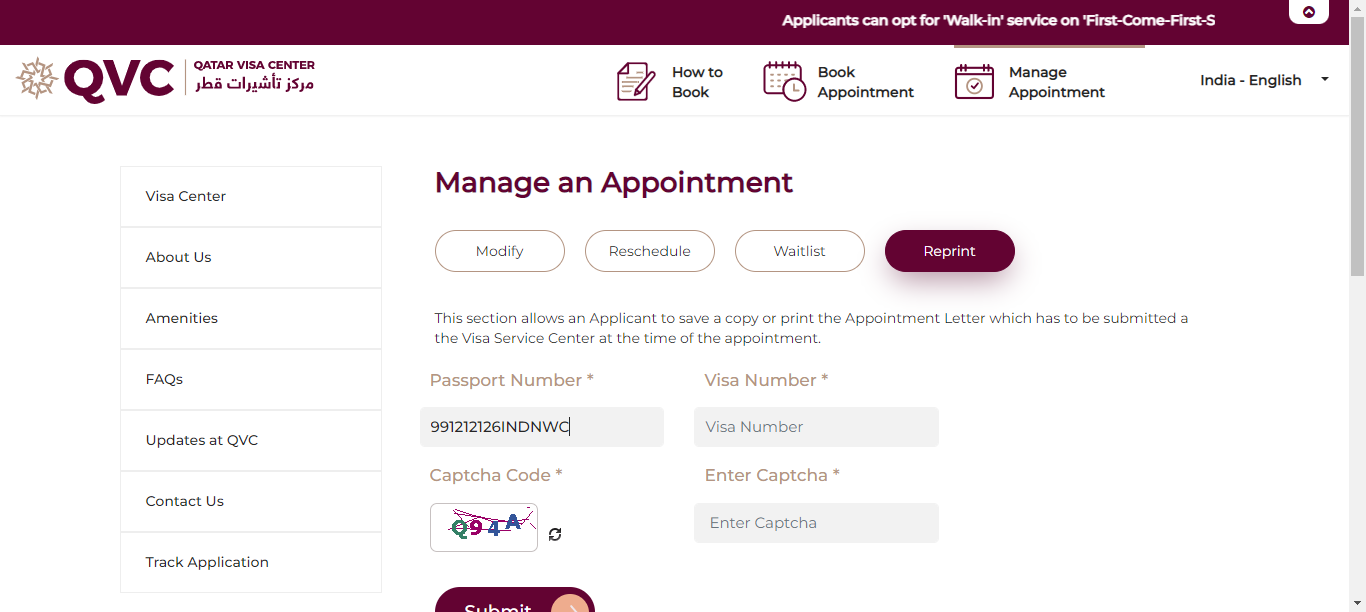 Applicants can opt for 'Walk-in' service on 'First-Come-First-S
QVC
QATAR VISA CENTER
مركز تأشيرات قطر
How to
Book
Book
Appointment
Manage
Appointment
India - English
Visa Center
About Us
Amenities
FAQs
Updates at QVC
Contact Us
Track Application
Manage an Appointment
Modify
Reschedule
Waitlist
Reprint
This section allows an Applicant to save a copy or print the Appointment Letter which has to be submitted a
the Visa Service Center at the time of the appointment.
Passport Number *
Visa Number *
991212126INDNWC
Visa Number
Captcha Code *
Enter Captcha *
Q94A
Enter Captcha
Submit